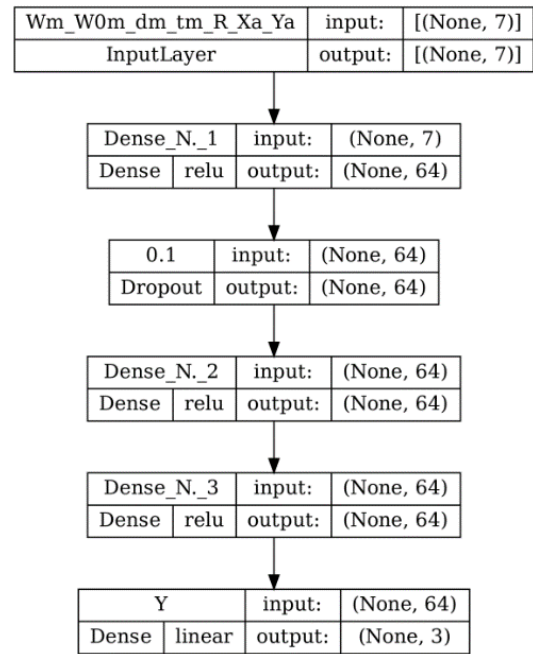 Wm_W0m_dm_tm_R_Xa_Ya input: [(None, 7)]
InputLayer output: [(None, 7)]
Dense_N._1 input: (None, 7)
Dense relu output: (None, 64)
0.1 input: (None, 64)
Dropout output: (None, 64)
Dense_N._2 input: (None, 64)
Dense relu output: (None, 64)
Dense_N._3 input: (None, 64)
Dense relu output: (None, 64)
Y input: (None, 64)
Dense linear output: (None, 3)